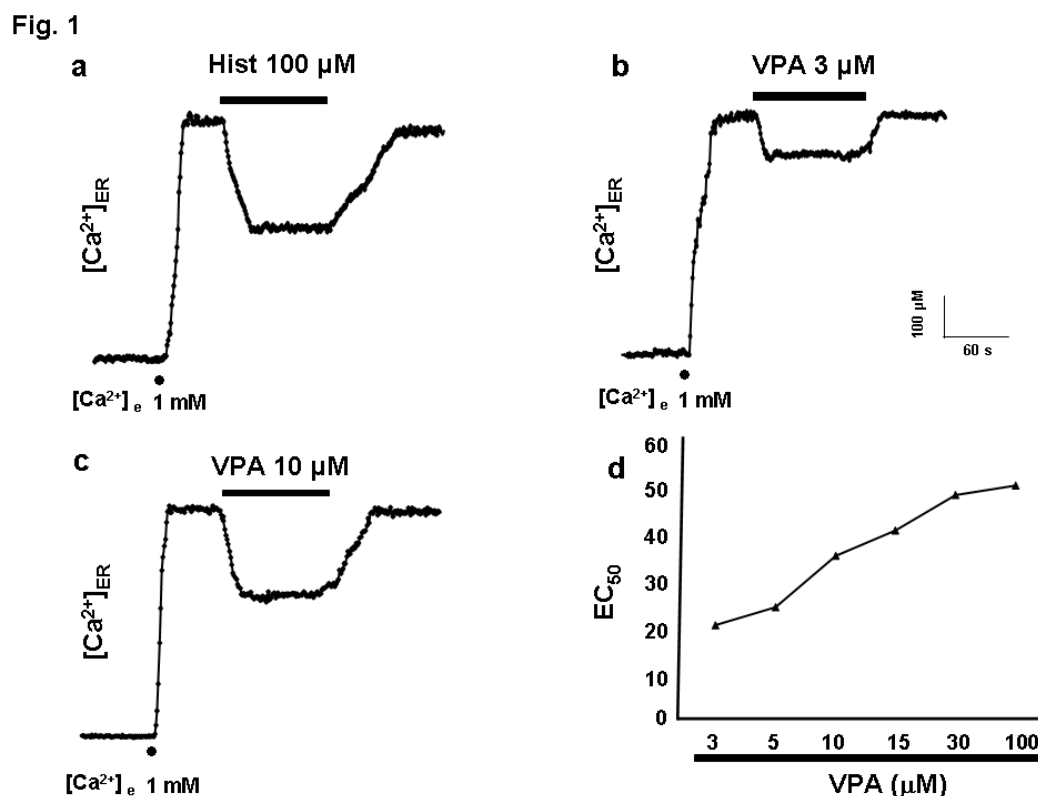 Fig. 1
a
Hist 100 µM
[Ca²⁺]ER
[Ca²⁺] e 1 mM
b
VPA 3 µM
[Ca²⁺]ER
100 µM
60 s
[Ca²⁺] e 1 mM
c
VPA 10 µM
[Ca²⁺]ER
[Ca²⁺] e 1 mM
d
EC50
60
50
40
30
20
10
0
3 5 10 15 30 100
VPA (µM)